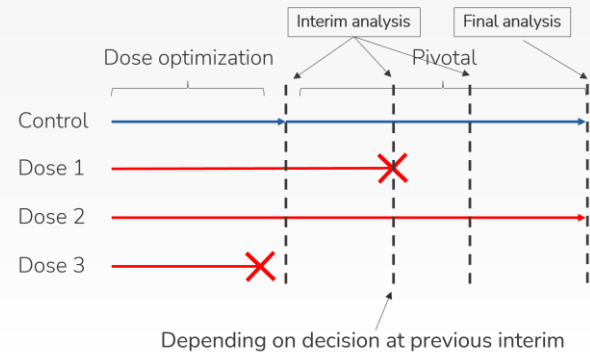 Interim analysis
Final analysis
Dose optimization
Pivotal
Control
Dose 1
Dose 2
Dose 3
Depending on decision at previous interim